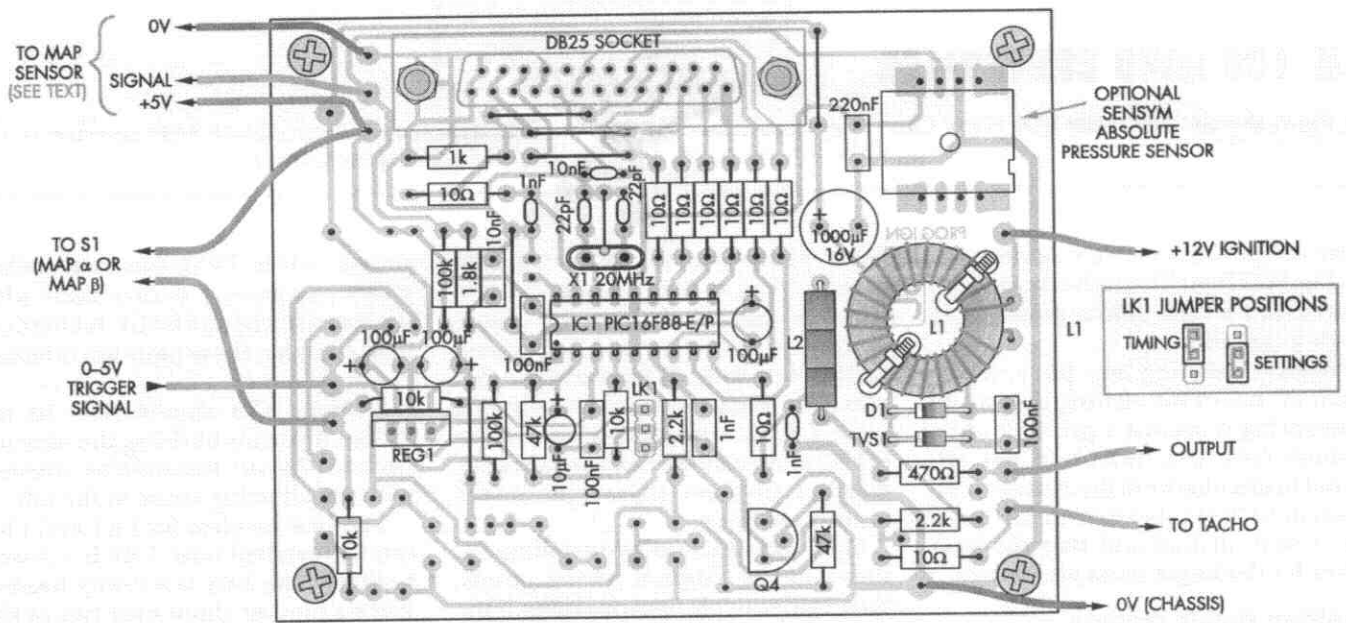 0V
TO MAP
SENSOR
(SEE TEXT)
SIGNAL
+5V
DB25 SOCKET
220nF
OPTIONAL
SENSYM
ABSOLUTE
PRESSURE SENSOR
1k
10Ω
10nF
1nF
22pF
22pF
10Ω
10Ω
10Ω
10Ω
10Ω
10Ω
+
1000µF
16V
PROG IGN
+12V IGNITION
TO S1
(MAP α OR
MAP β)
100k
1.8k
10nF
X1 20MHz
IC1 PIC16F88-E/P
+
100µF
100nF
L2
L1
L1
LK1 JUMPER POSITIONS
TIMING
SETTINGS
100µF
100µF
+
+
0–5V
TRIGGER
SIGNAL
10k
REG1
100k
47k
+
10µF
100nF
10k
LK1
2.2k
1nF
10Ω
1nF
D1
TVS1
100nF
470Ω
OUTPUT
10k
Q4
47k
2.2k
10Ω
TO TACHO
0V (CHASSIS)